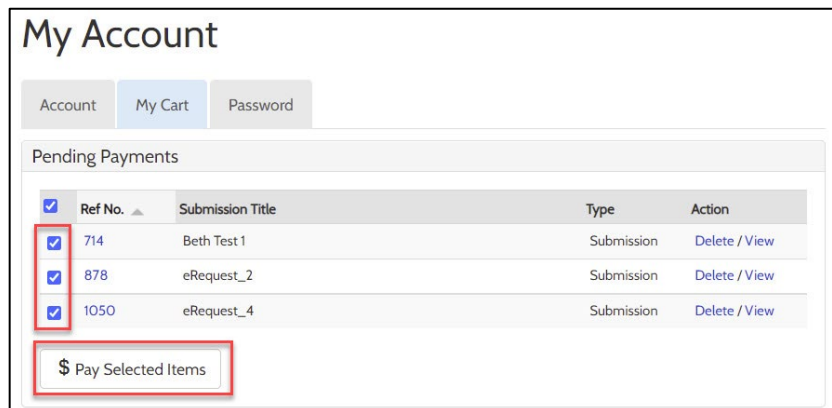 My Account
Account My Cart Password
Pending Payments
Ref No. Submission Title Type Action
714 Beth Test 1 Submission Delete / View
878 eRequest_2 Submission Delete / View
1050 eRequest_4 Submission Delete / View
$ Pay Selected Items